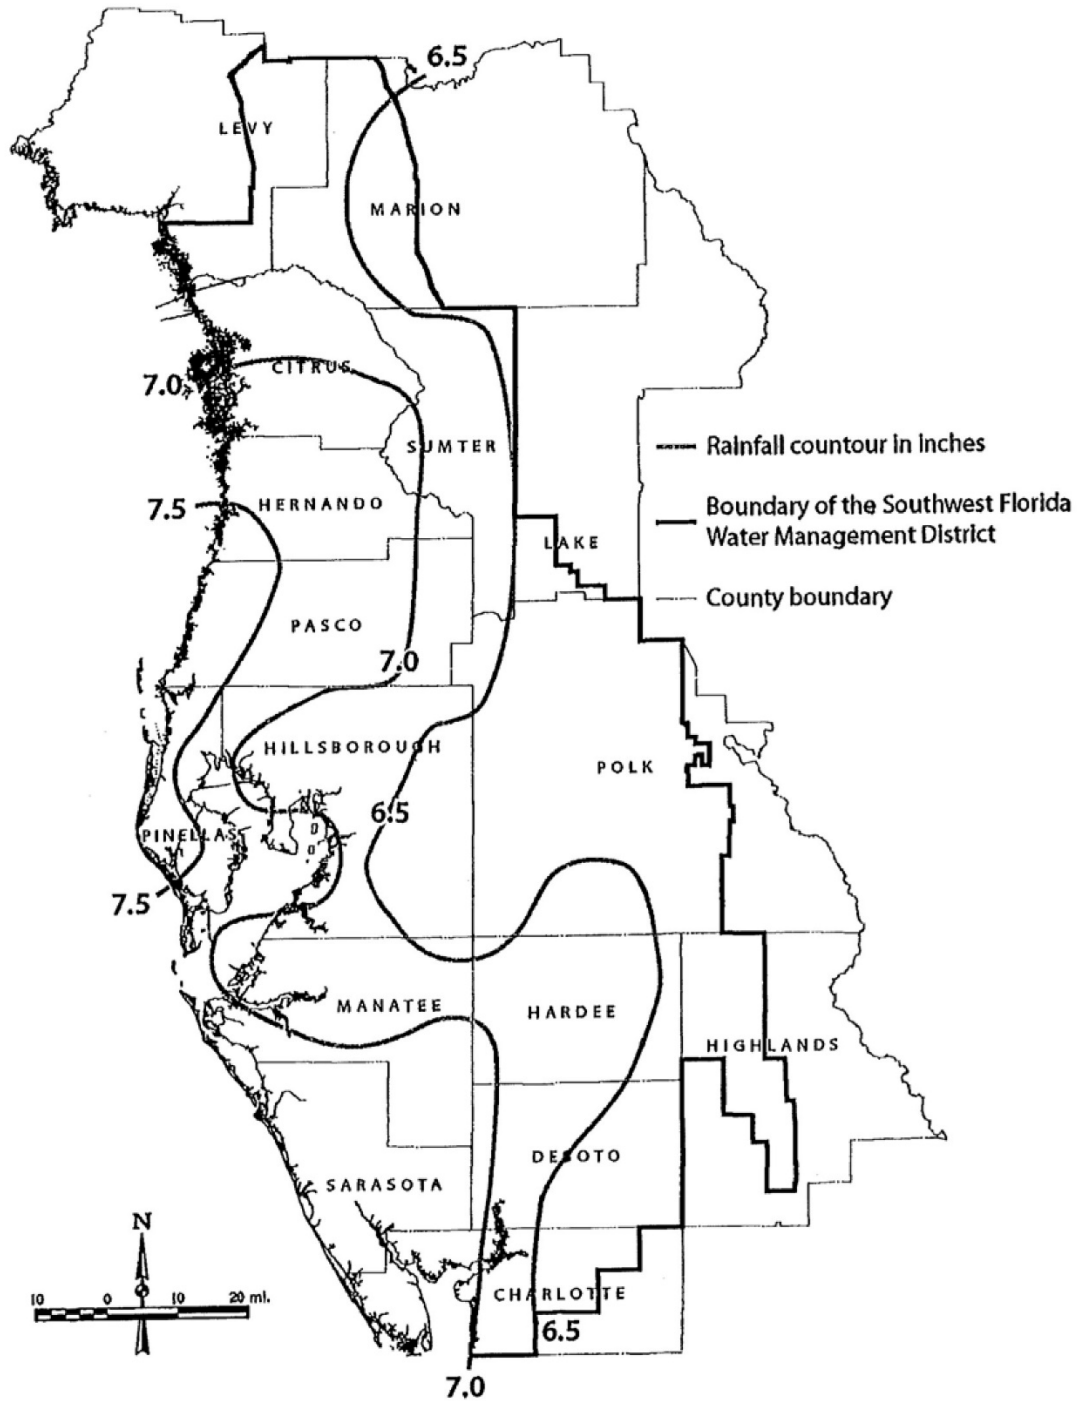 6.5
LEVY
MARION
CITRUS
7.0
SUMTER
Rainfall countour in inches
7.5
HERNANDO
Boundary of the Southwest Florida
Water Management District
LAKE
County boundary
PASCO
7.0
HILLSBOROUGH
POLK
6.5
PINELLAS
7.5
MANATEE
HARDEE
HIGHLANDS
DESOTO
SARASOTA
N
10 0 10 20 mi.
CHARLOTTE
6.5
7.0